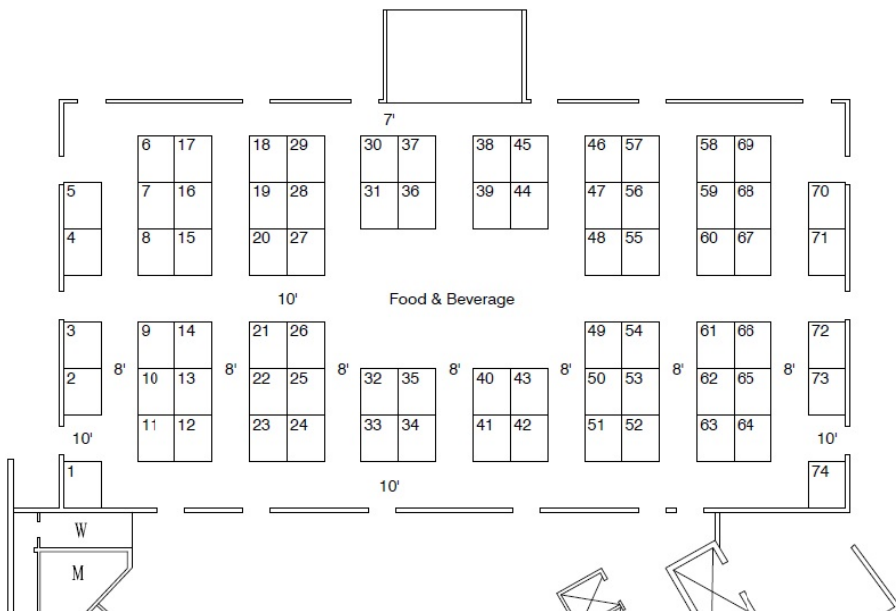 7'
6 17 18 29 30 37 38 45 46 57 58 69
5 7 16 19 28 31 36 39 44 47 56 59 68 70
4 8 15 20 27 48 55 60 67 71
10' Food & Beverage
3 9 14 21 26 49 54 61 66 72
8' 8' 8' 8' 8' 8' 8'
2 10 13 22 25 32 35 40 43 50 53 62 65 73
11 12 23 24 33 34 41 42 51 52 63 64
10' 10'
1 74
10'
W
M